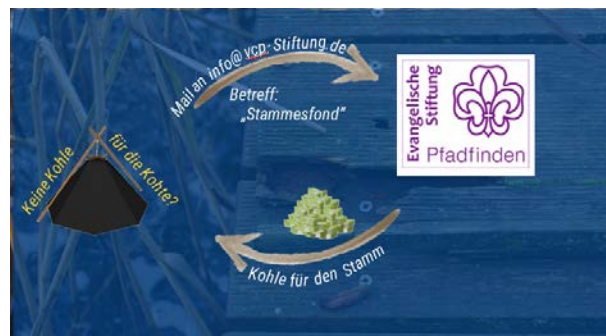 Keine Kohle
für die Kohte?
Mail an info@vcp-Stiftung.de
Betreff:
„Stammesfond"
Evangelische
Stiftung
Pfadfinden
Kohle für den Stamm